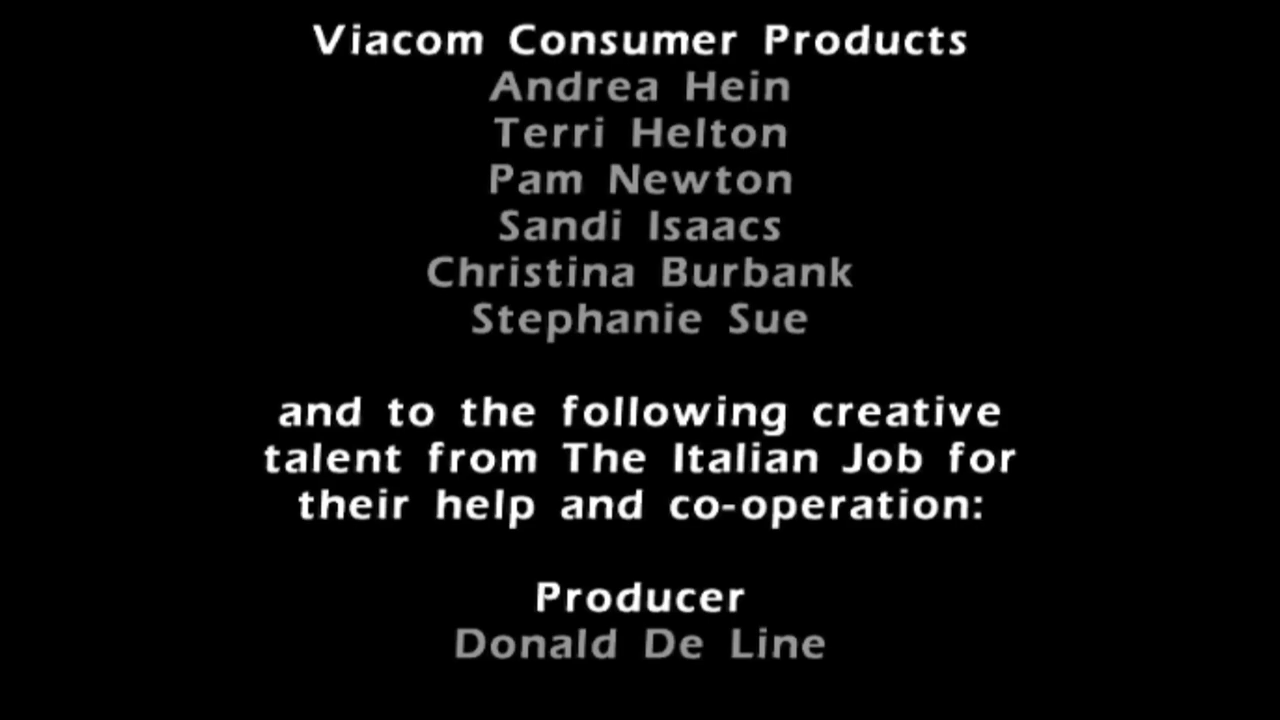 Viacom Consumer Products
Andrea Hein
Terri Helton
Pam Newton
Sandi Isaacs
Christina Burbank
Stephanie Sue
and to the following creative
talent from The Italian Job for
their help and co-operation:
Producer
Donald De Line